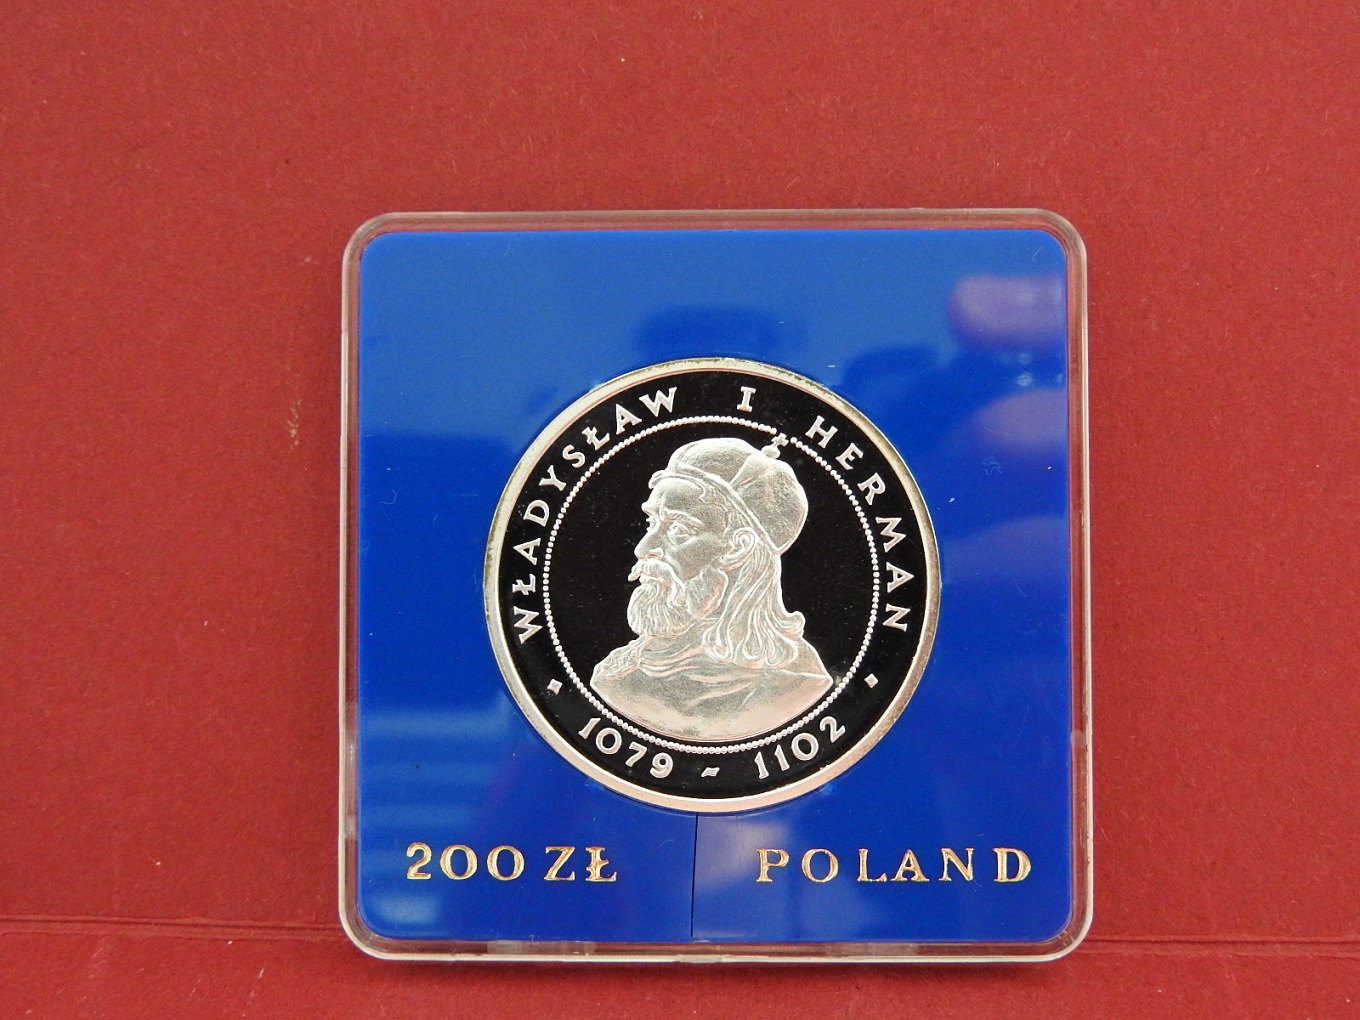 WŁADYSŁAW I HERMAN
1079 - 1102
200 ZŁ POLAND